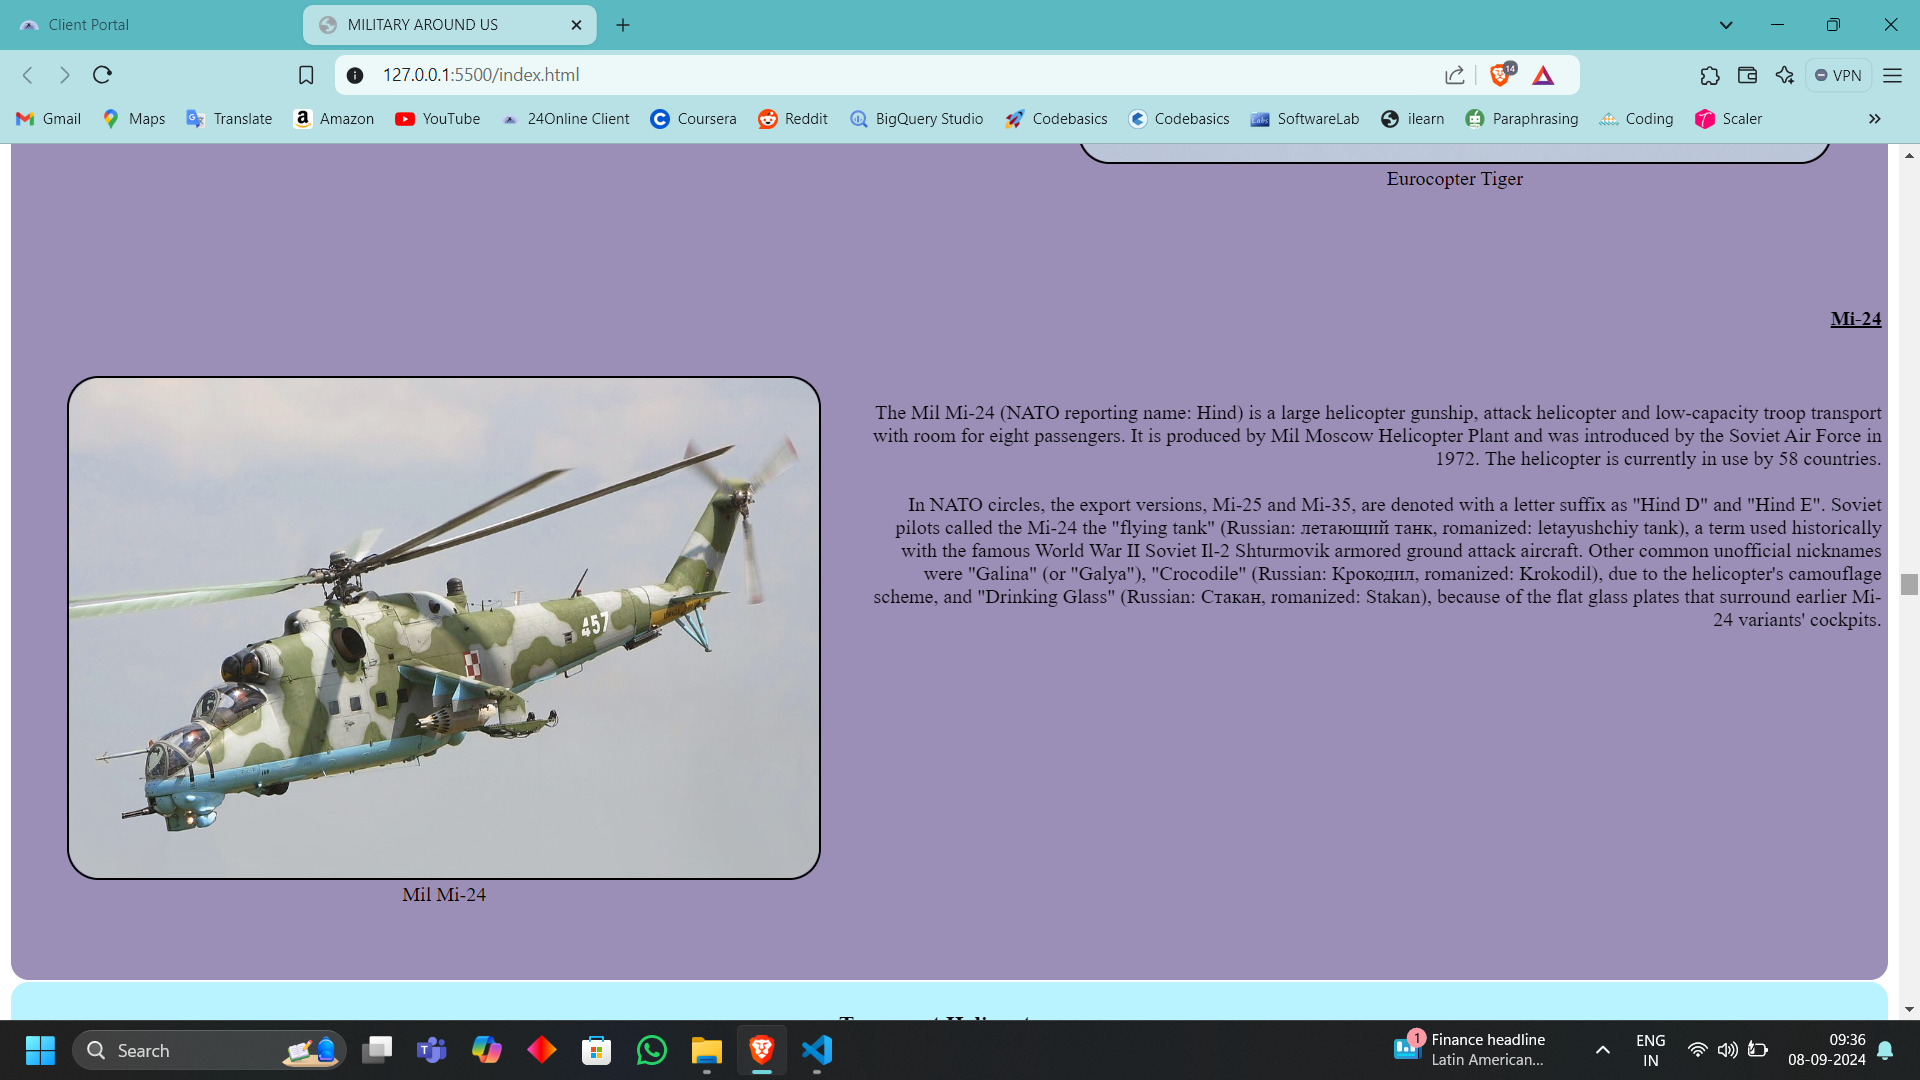 Client Portal
MILITARY AROUND US
127.0.0.1:5500/index.html
14
VPN
Gmail
Maps
Translate
Amazon
YouTube
24Online Client
Coursera
Reddit
BigQuery Studio
Codebasics
Codebasics
SoftwareLab
ilearn
Paraphrasing
Coding
Scaler
Eurocopter Tiger
Mi-24
The Mil Mi-24 (NATO reporting name: Hind) is a large helicopter gunship, attack helicopter and low-capacity troop transport
with room for eight passengers. It is produced by Mil Moscow Helicopter Plant and was introduced by the Soviet Air Force in
1972. The helicopter is currently in use by 58 countries.
In NATO circles, the export versions, Mi-25 and Mi-35, are denoted with a letter suffix as "Hind D" and "Hind E". Soviet
pilots called the Mi-24 the "flying tank" (Russian: летающий танк, romanized: letayushchiy tank), a term used historically
with the famous World War II Soviet Il-2 Shturmovik armored ground attack aircraft. Other common unofficial nicknames
were "Galina" (or "Galya"), "Crocodile" (Russian: Крокодил, romanized: Krokodil), due to the helicopter's camouflage
scheme, and "Drinking Glass" (Russian: Стакан, romanized: Stakan), because of the flat glass plates that surround earlier Mi-
24 variants' cockpits.
457
Mil Mi-24
Search
1
Finance headline
Latin American...
ENG
IN
09:36
08-09-2024